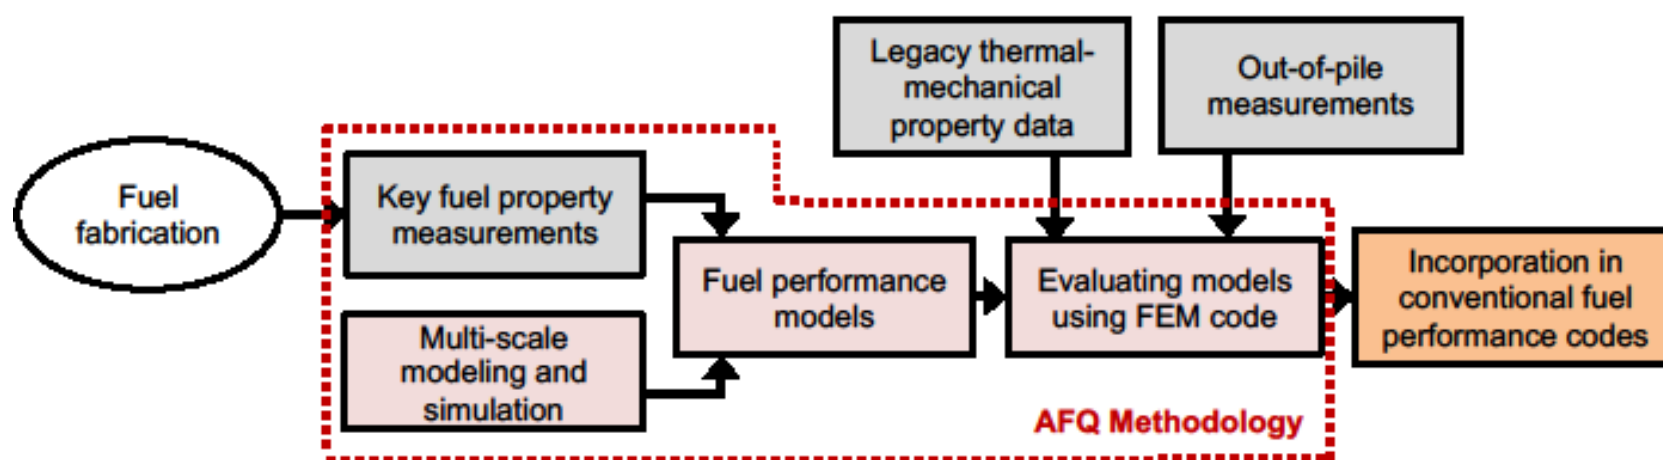 Legacy thermal-
mechanical
property data
Out-of-pile
measurements
Fuel
fabrication
Key fuel property
measurements
Multi-scale
modeling and
simulation
Fuel performance
models
Evaluating models
using FEM code
Incorporation in
conventional fuel
performance codes
AFQ Methodology